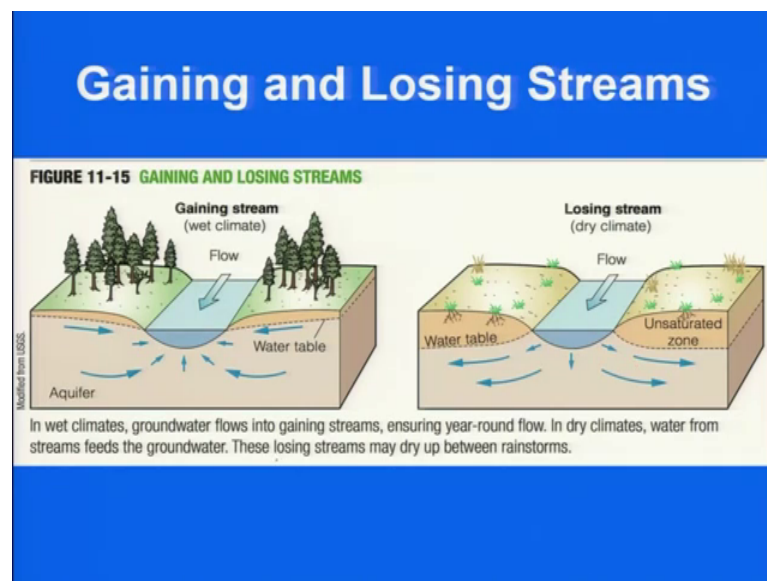 Gaining and Losing Streams
FIGURE 11-15 GAINING AND LOSING STREAMS
Gaining stream
(wet climate)
Flow
Water table
Aquifer
Modified from USGS.
Losing stream
(dry climate)
Flow
Water table
Unsaturated
zone
In wet climates, groundwater flows into gaining streams, ensuring year-round flow. In dry climates, water from
streams feeds the groundwater. These losing streams may dry up between rainstorms.